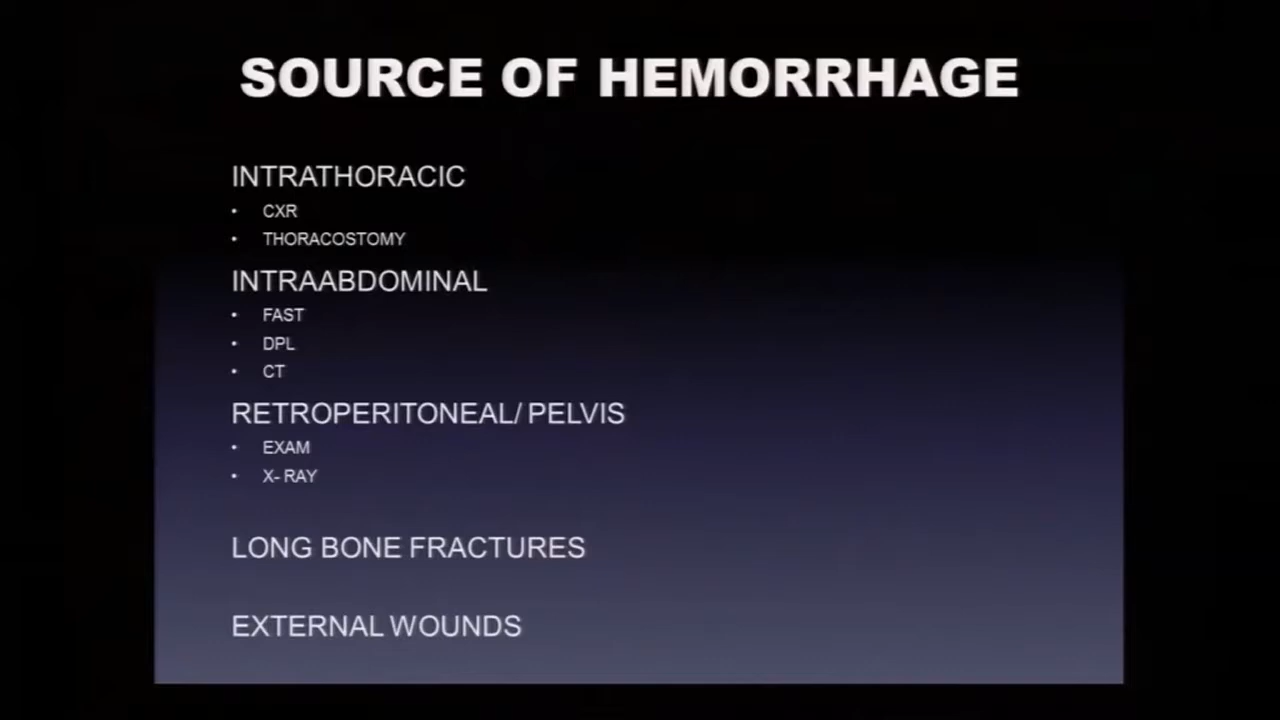 SOURCE OF HEMORRHAGE
INTRATHORACIC
• CXR
• THORACOSTOMY
INTRAABDOMINAL
• FAST
• DPL
• CT
RETROPERITONEAL/ PELVIS
• EXAM
• X- RAY
LONG BONE FRACTURES
EXTERNAL WOUNDS